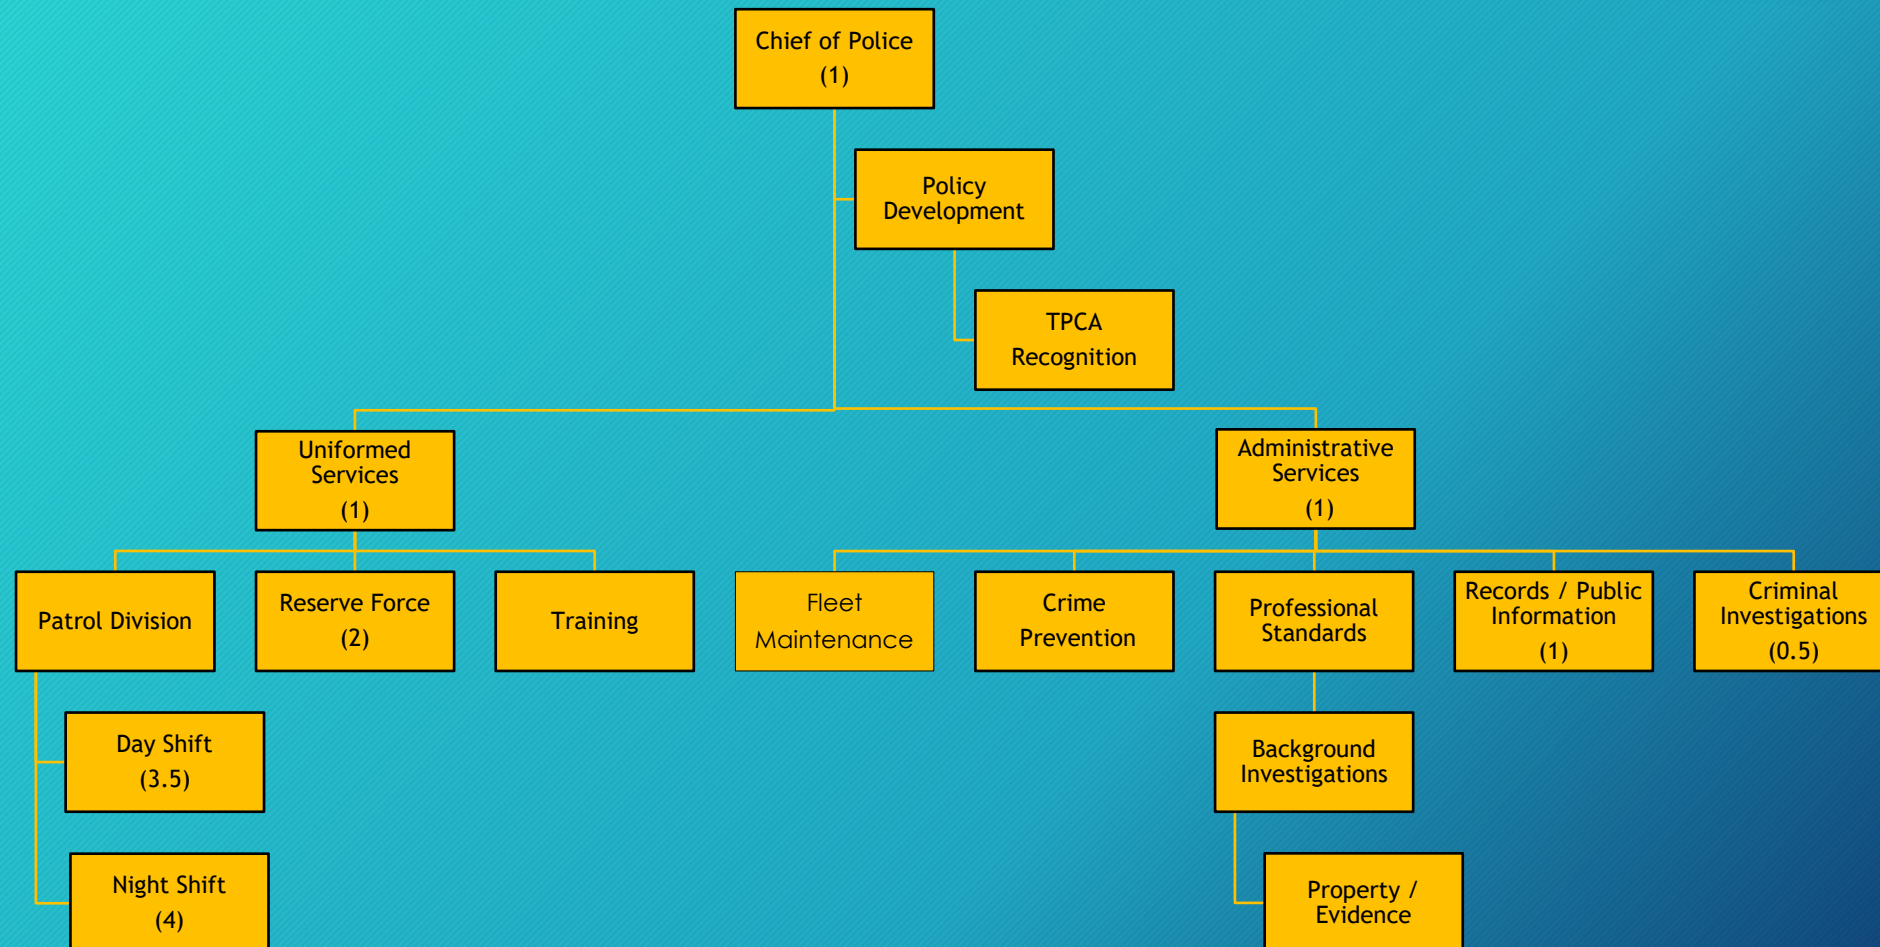 Chief of Police
(1)
Policy
Development
TPCA
Recognition
Uniformed
Services
(1)
Administrative
Services
(1)
Patrol Division
Reserve Force
(2)
Training
Fleet
Maintenance
Crime
Prevention
Professional
Standards
Records / Public
Information
(1)
Criminal
Investigations
(0.5)
Day Shift
(3.5)
Background
Investigations
Night Shift
(4)
Property /
Evidence